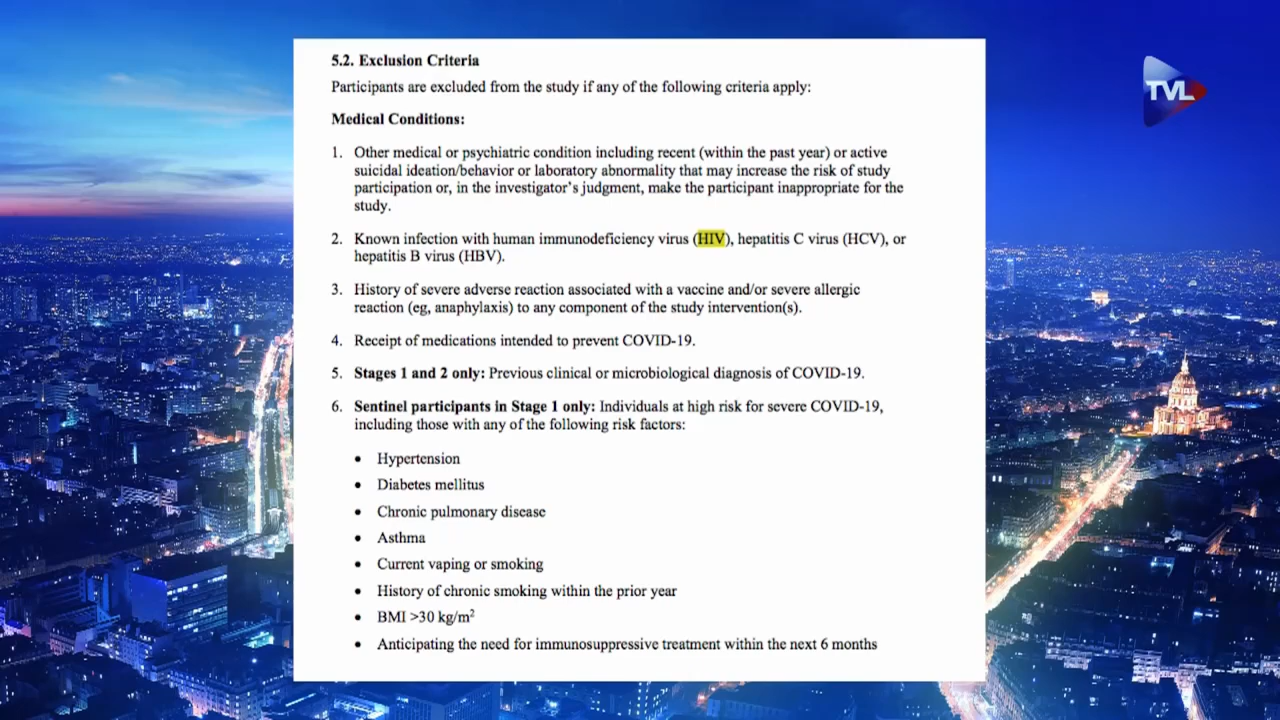 5.2. Exclusion Criteria
Participants are excluded from the study if any of the following criteria apply:
Medical Conditions:
1. Other medical or psychiatric condition including recent (within the past year) or active
suicidal ideation/behavior or laboratory abnormality that may increase the risk of study
participation or, in the investigator's judgment, make the participant inappropriate for the
study.
2. Known infection with human immunodeficiency virus (HIV), hepatitis C virus (HCV), or
hepatitis B virus (HBV).
3. History of severe adverse reaction associated with a vaccine and/or severe allergic
reaction (eg, anaphylaxis) to any component of the study intervention(s).
4. Receipt of medications intended to prevent COVID-19.
5. Stages 1 and 2 only: Previous clinical or microbiological diagnosis of COVID-19.
6. Sentinel participants in Stage 1 only: Individuals at high risk for severe COVID-19,
including those with any of the following risk factors:
• Hypertension
• Diabetes mellitus
• Chronic pulmonary disease
• Asthma
• Current vaping or smoking
• History of chronic smoking within the prior year
• BMI >30 kg/m²
• Anticipating the need for immunosuppressive treatment within the next 6 months
TVL